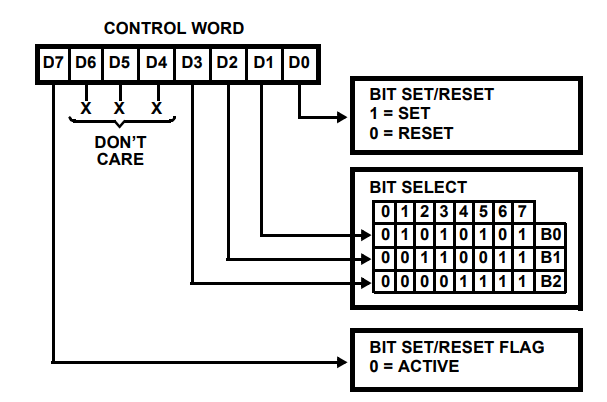 CONTROL WORD
D7 D6 D5 D4 D3 D2 D1 D0
X X X
DON'T
CARE
BIT SET/RESET
1 = SET
0 = RESET
BIT SELECT
0 1 2 3 4 5 6 7
0 1 0 1 0 1 0 1 B0
0 0 1 1 0 0 1 1 B1
0 0 0 0 1 1 1 1 B2
BIT SET/RESET FLAG
0 = ACTIVE